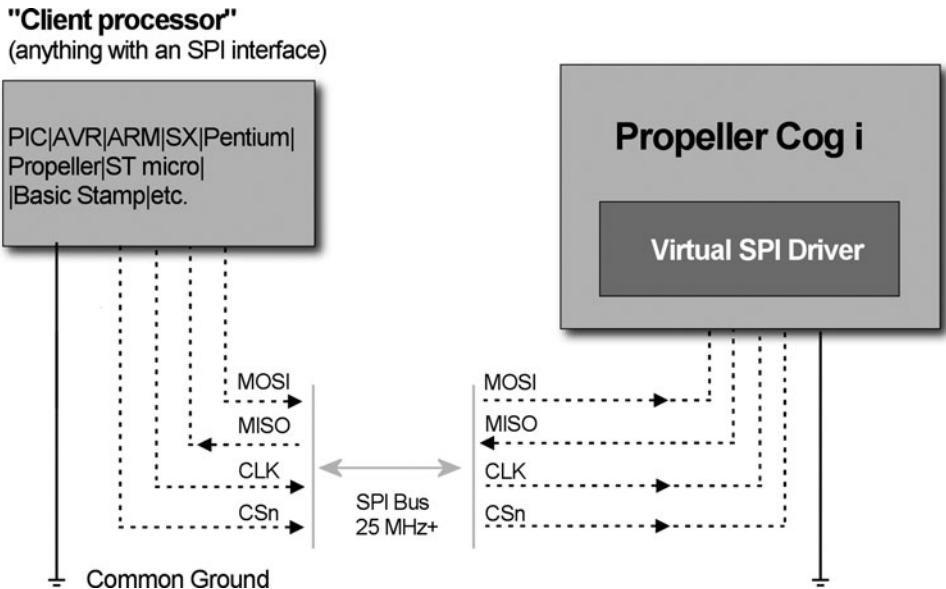 "Client processor"
(anything with an SPI interface)
PIC|AVR|ARM|SX|Pentium|
Propeller|ST micro|
|Basic Stamp|etc.
Propeller Cog i
Virtual SPI Driver
MOSI
MISO
CLK
CSn
SPI Bus
25 MHz+
MOSI
MISO
CLK
CSn
Common Ground